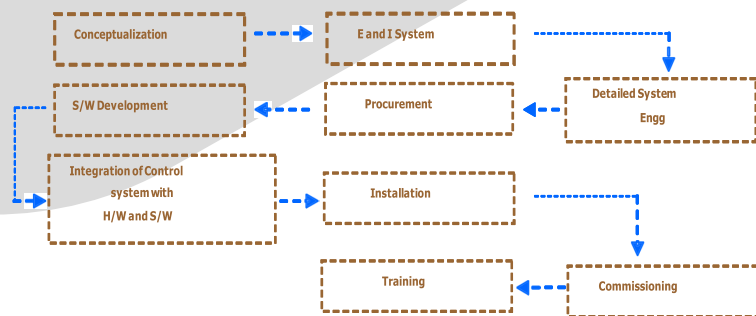 Conceptualization
E and I System
Detailed System
Engg
Procurement
S/W Development
Integration of Control
system with
H/W and S/W
Installation
Commissioning
Training